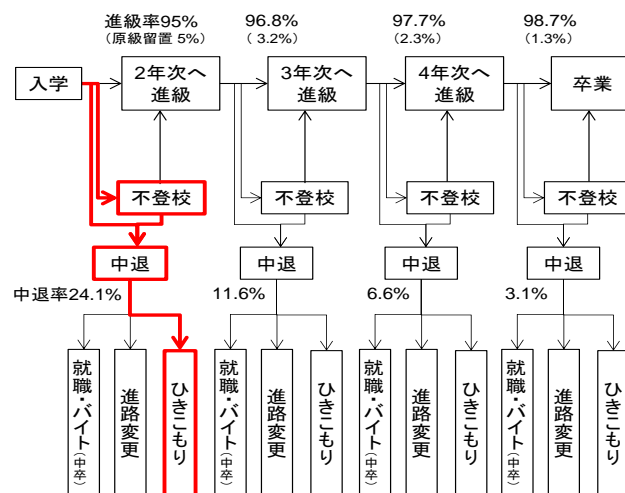 進級率95%
(原級留置 5%)
96.8%
( 3.2%)
97.7%
(2.3%)
98.7%
(1.3%)
入学
2年次へ
進級
3年次へ
進級
4年次へ
進級
卒業
不登校
不登校
不登校
不登校
中退
中退
中退
中退
中退率24.1%
11.6%
6.6%
3.1%
就職・バイト(中卒)
進路変更
ひきこもり
就職・バイト(中卒)
進路変更
ひきこもり
就職・バイト(中卒)
進路変更
ひきこもり
就職・バイト(中卒)
進路変更
ひきこもり